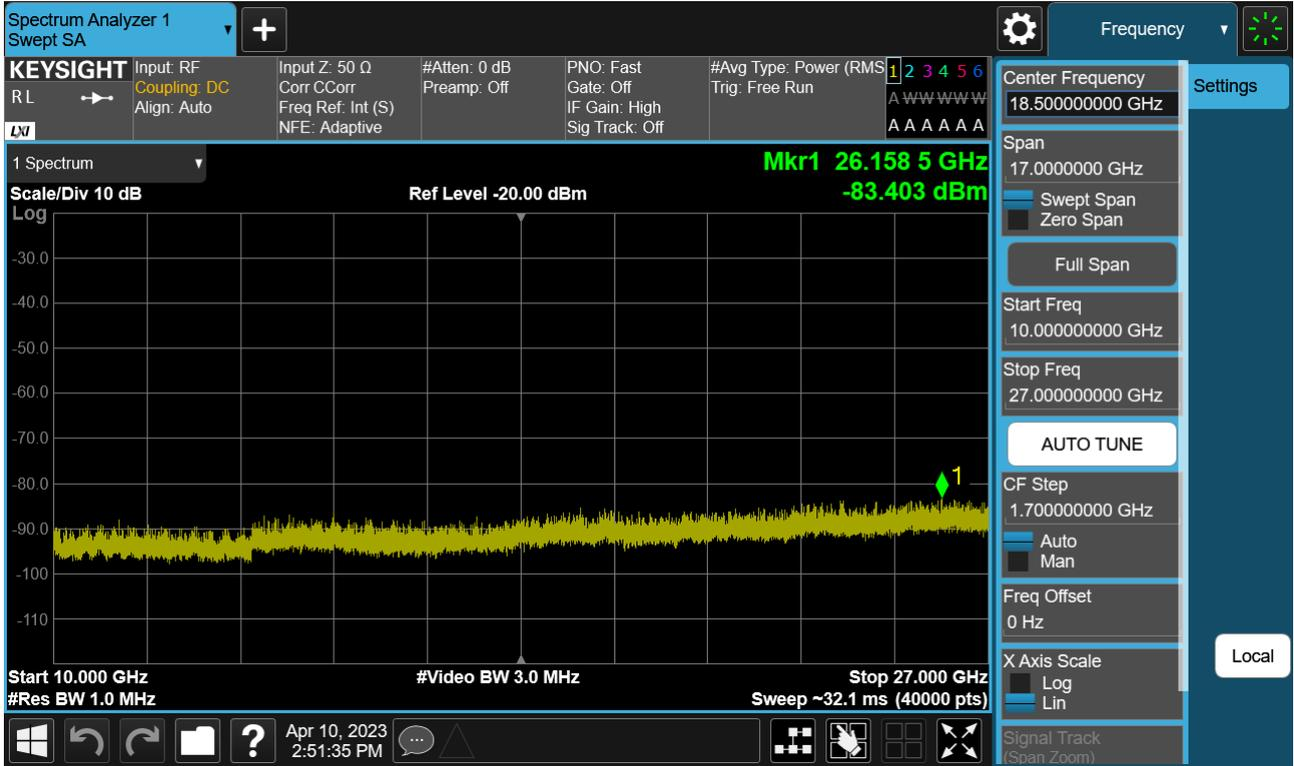 Spectrum Analyzer 1
Swept SA
Frequency
KEYSIGHT
R L
LXI
Input: RF
Coupling: DC
Align: Auto
Input Z: 50 Ω
Corr CCorr
Freq Ref: Int (S)
NFE: Adaptive
#Atten: 0 dB
Preamp: Off
PNO: Fast
Gate: Off
IF Gain: High
Sig Track: Off
#Avg Type: Power (RMS
Trig: Free Run
1 2 3 4 5 6
A W W W W W
A A A A A A
1 Spectrum
Scale/Div 10 dB
Log
Ref Level -20.00 dBm
Mkr1 26.158 5 GHz
-83.403 dBm
-30.0
-40.0
-50.0
-60.0
-70.0
-80.0
-90.0
-100
-110
1
Start 10.000 GHz
#Video BW 3.0 MHz
Stop 27.000 GHz
#Res BW 1.0 MHz
Sweep ~32.1 ms (40000 pts)
Center Frequency
18.500000000 GHz
Span
17.0000000 GHz
Swept Span
Zero Span
Full Span
Start Freq
10.000000000 GHz
Stop Freq
27.000000000 GHz
AUTO TUNE
CF Step
1.700000000 GHz
Auto
Man
Freq Offset
0 Hz
X Axis Scale
Log
Lin
Signal Track
(Span Zoom)
Settings
Local
?
Apr 10, 2023
2:51:35 PM